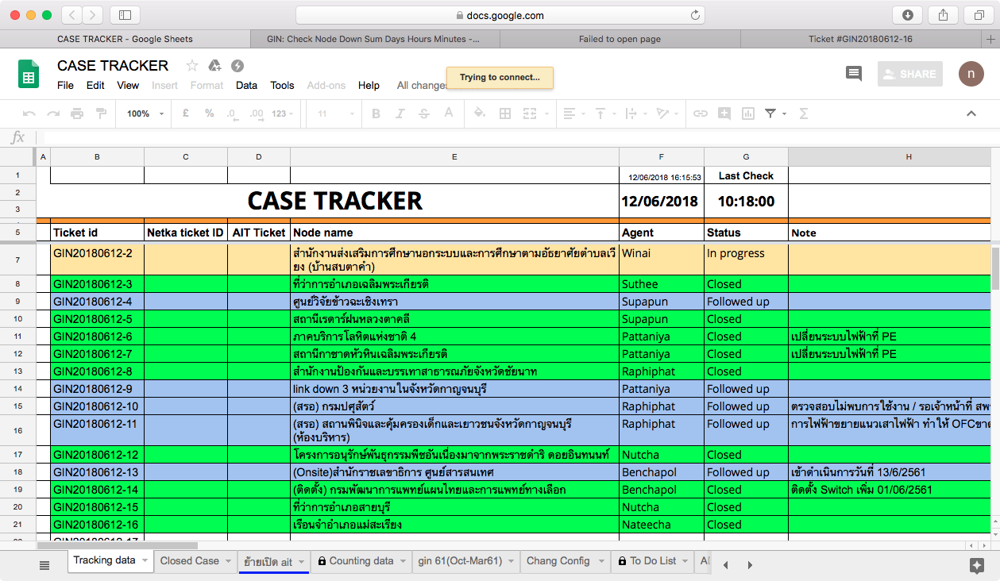 docs.google.com
CASE TRACKER - Google Sheets
GIN: Check Node Down Sum Days Hours Minutes -...
Failed to open page
Ticket #GIN20180612-16
CASE TRACKER
File Edit View Insert Format Data Tools Add-ons Help All changes
Trying to connect...
SHARE
n
100% £ % .0 .00 123 11 B I S A
fx
A B C D E F G H
1 12/06/2018 16:15:53 Last Check
2 CASE TRACKER 12/06/2018 10:18:00
3
5 Ticket id Netka ticket ID AIT Ticket Node name Agent Status Note
7 GIN20180612-2 สำนักงานส่งเสริมการศึกษานอกระบบและการศึกษาตามอัธยาศัยตำบลเวี Winai In progress
ยง (บ้านสบตาคำ)
8 GIN20180612-3 ที่ว่าการอำเภอเฉลิมพระเกียรติ Suthee Closed
9 GIN20180612-4 ศูนย์วิจัยข้าวฉะเชิงเทรา Supapun Followed up
10 GIN20180612-5 สถานีเรดาร์ฝนหลวงตาคลี Supapun Closed
11 GIN20180612-6 ภาคบริการโลหิตแห่งชาติ 4 Pattaniya Closed เปลี่ยนระบบไฟฟ้าที่ PE
12 GIN20180612-7 สถานีกาชาดหัวหินเฉลิมพระเกียรติ Pattaniya Closed เปลี่ยนระบบไฟฟ้าที่ PE
13 GIN20180612-8 สำนักงานป้องกันและบรรเทาสาธารณภัยจังหวัดชัยนาท Raphiphat Closed
14 GIN20180612-9 link down 3 หน่วยงานในจังหวัดกาญจนบุรี Pattaniya Followed up
15 GIN20180612-10 (สรอ) กรมปศุสัตว์ Raphiphat Followed up ตรวจสอบไม่พบการใช้งาน / รอเจ้าหน้าที่ สพ
16 GIN20180612-11 (สรอ) สถานพินิจและคุ้มครองเด็กและเยาวชนจังหวัดกาญจนบุรี Raphiphat Followed up การไฟฟ้าขยายแนวเสาไฟฟ้า ทำให้ OFCขาด
(ห้องบริหาร)
17 GIN20180612-12 โครงการอนุรักษ์พันธุกรรมพืชอันเนื่องมาจากพระราชดำริ ดอยอินทนนท์ Nutcha Closed
18 GIN20180612-13 (Onsite)สำนักราชเลขาธิการ ศูนย์สารสนเทศ Benchapol Followed up เข้าดำเนินการวันที่ 13/6/2561
19 GIN20180612-14 (ติดตั้ง) กรมพัฒนาการแพทย์แผนไทยและการแพทย์ทางเลือก Benchapol Closed ติดตั้ง Switch เพิ่ม 01/06/2561
20 GIN20180612-15 ที่ว่าการอำเภอสายบุรี Nutcha Closed
21 GIN20180612-16 เรือนจำอำเภอแม่สะเรียง Nateecha Closed
GIN20180612-17
Tracking data Closed Case ย้ายเปิด ait Counting data gin 61(Oct-Mar61) Chang Config To Do List